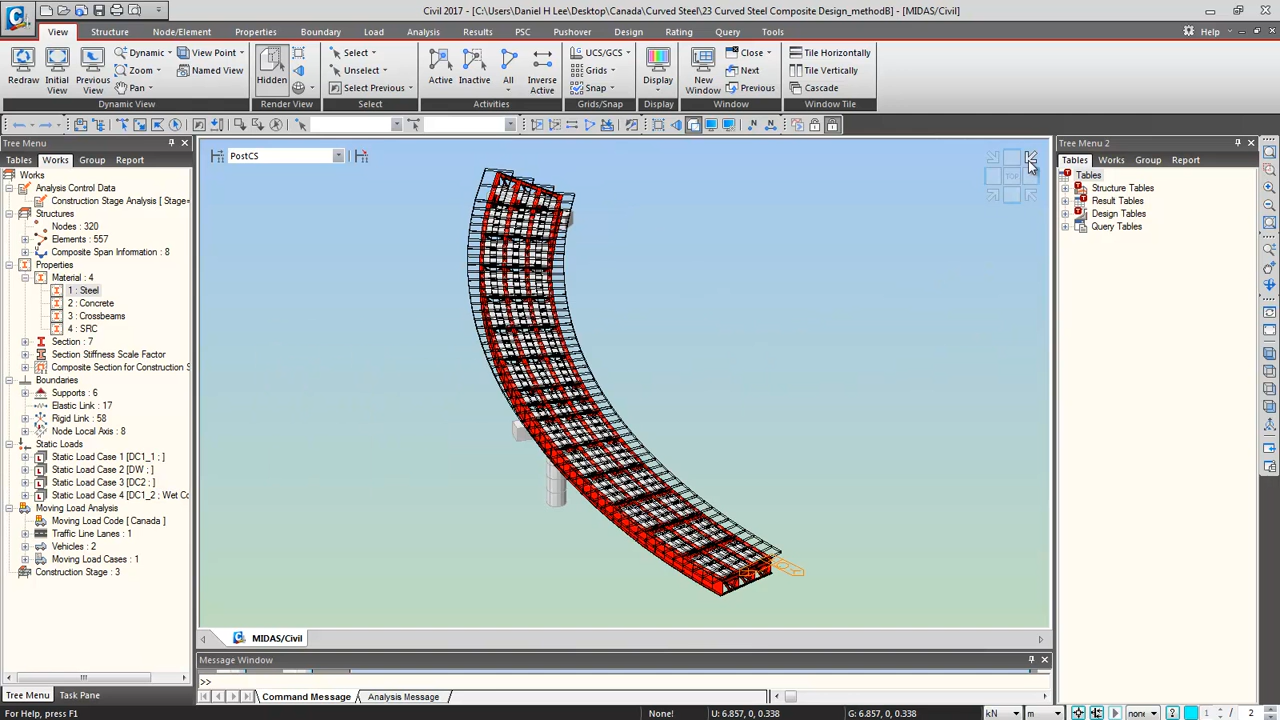 Civil 2017 - [C:\Users\Daniel H Lee\Desktop\Canada\Curved Steel\23 Curved Steel Composite Design_methodB] - [MIDAS/Civil]
View Structure Node/Element Properties Boundary Load Analysis Results PSC Pushover Design Rating Query Tools Help
Redraw Initial View Previous View
Dynamic
Zoom
Pan
View Point
Named View
Hidden
Select
Unselect
Select Previous
Active Inactive All Inverse Active
UCS/GCS
Grids
Snap
Display
New Window
Close
Next
Previous
Tile Horizontally
Tile Vertically
Cascade
Dynamic View Render View Select Activities Grids/Snap Display Window Window Tile
Tree Menu
Tables Works Group Report
Works
Analysis Control Data
Construction Stage Analysis [ Stage=
Structures
Nodes : 320
Elements : 557
Composite Span Information : 8
Properties
Material : 4
1 : Steel
2 : Concrete
3 : Crossbeams
4 : SRC
Section : 7
Section Stiffness Scale Factor
Composite Section for Construction S
Boundaries
Supports : 6
Elastic Link : 17
Rigid Link : 58
Node Local Axis : 8
Static Loads
Static Load Case 1 [DC1_1 ; ]
Static Load Case 2 [DW ; ]
Static Load Case 3 [DC2 ; ]
Static Load Case 4 [DC1_2 ; Wet Co
Moving Load Analysis
Moving Load Code [ Canada ]
Traffic Line Lanes : 1
Vehicles : 2
Moving Load Cases : 1
Construction Stage : 3
Tree Menu Task Pane
PostCS
TOP
MIDAS/Civil
Message Window
>>
Command Message Analysis Message
Tree Menu 2
Tables Works Group Report
Tables
Structure Tables
Result Tables
Design Tables
Query Tables
For Help, press F1
None! U: 6.857, 0, 0.338 G: 6.857, 0, 0.338 kN m none 1 / 2